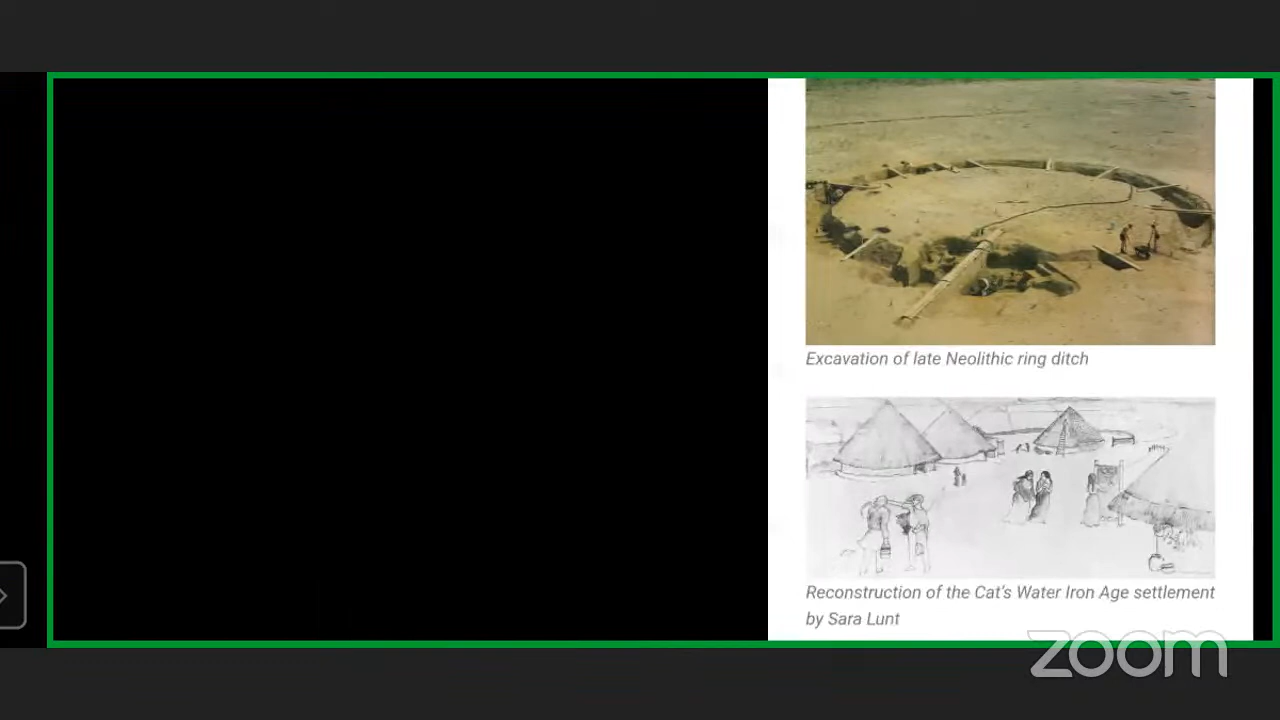 Excavation of late Neolithic ring ditch
Reconstruction of the Cat's Water Iron Age settlement
by Sara Lunt
zoom